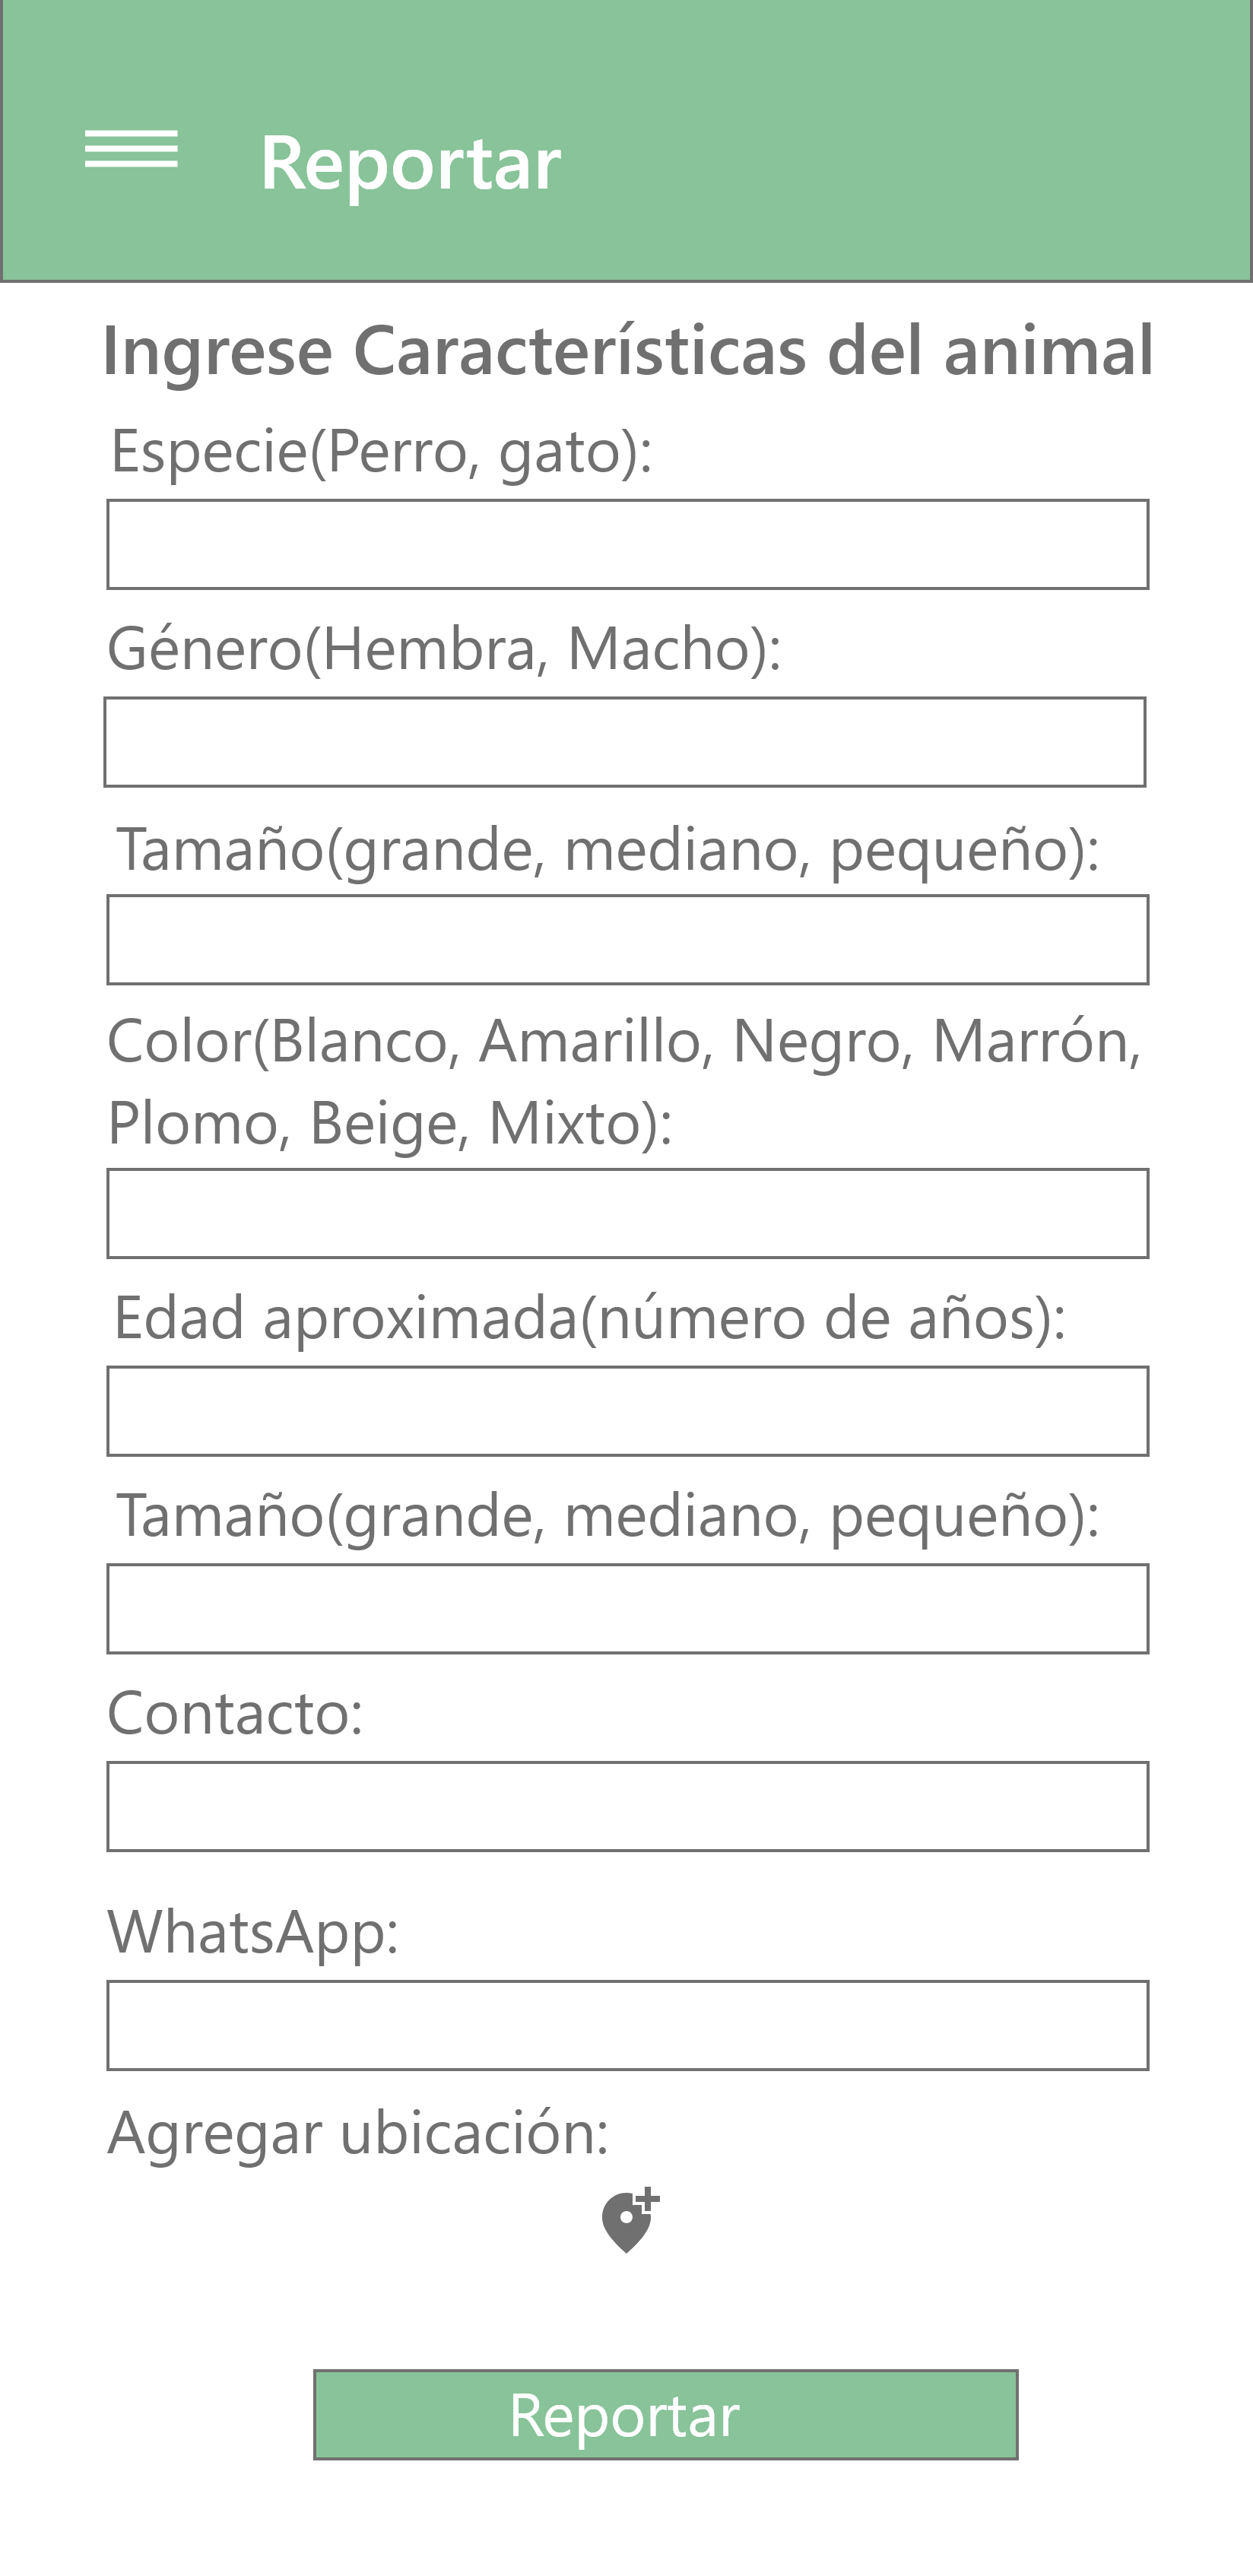 Reportar
Ingrese Características del animal
Especie(Perro, gato):
Género(Hembra, Macho):
Tamaño(grande, mediano, pequeño):
Color(Blanco, Amarillo, Negro, Marrón,
Plomo, Beige, Mixto):
Edad aproximada(número de años):
Tamaño(grande, mediano, pequeño):
Contacto:
WhatsApp:
Agregar ubicación:
Reportar